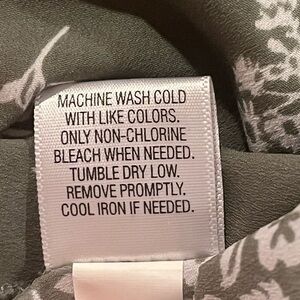 MACHINE WASH COLD
WITH LIKE COLORS.
ONLY NON-CHLORINE
BLEACH WHEN NEEDED.
TUMBLE DRY LOW.
REMOVE PROMPTLY.
COOL IRON IF NEEDED.